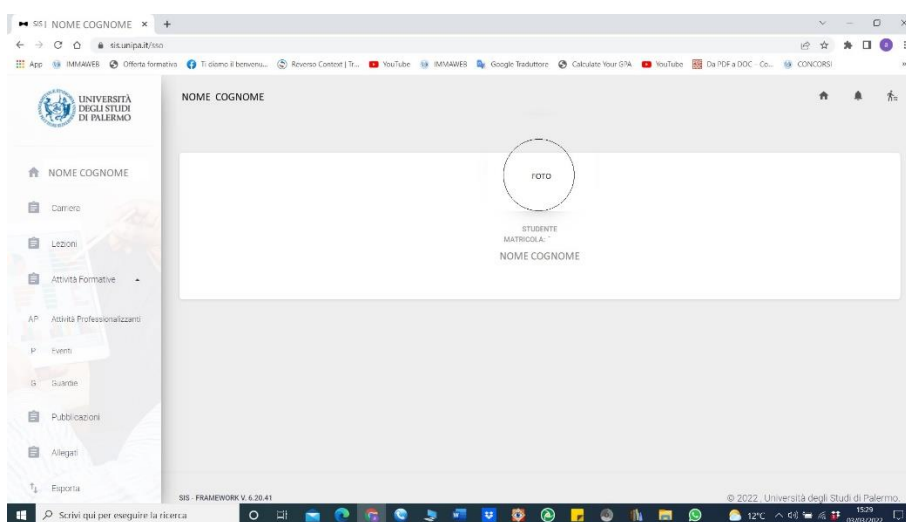 SIS | NOME COGNOME
sis.unipa.it/sso
App
IMMAWEB
Offerta formativa
Ti diamo il benvenu...
Reverso Context | Tr...
YouTube
IMMAWEB
Google Traduttore
Calculate Your GPA
YouTube
Da PDF a DOC - Co...
CONCORSI
UNIVERSITÀ
DEGLI STUDI
DI PALERMO
NOME COGNOME
NOME COGNOME
Carriera
Lezioni
Attività Formative
AP Attività Professionalizzanti
P Eventi
G Guardie
Pubblicazioni
Allegati
Esporta
FOTO
STUDENTE
MATRICOLA:
NOME COGNOME
SIS - FRAMEWORK V. 6.20.41
© 2022 , Università degli Studi di Palermo.
Scrivi qui per eseguire la ricerca
12°C
15:29
03/03/2022